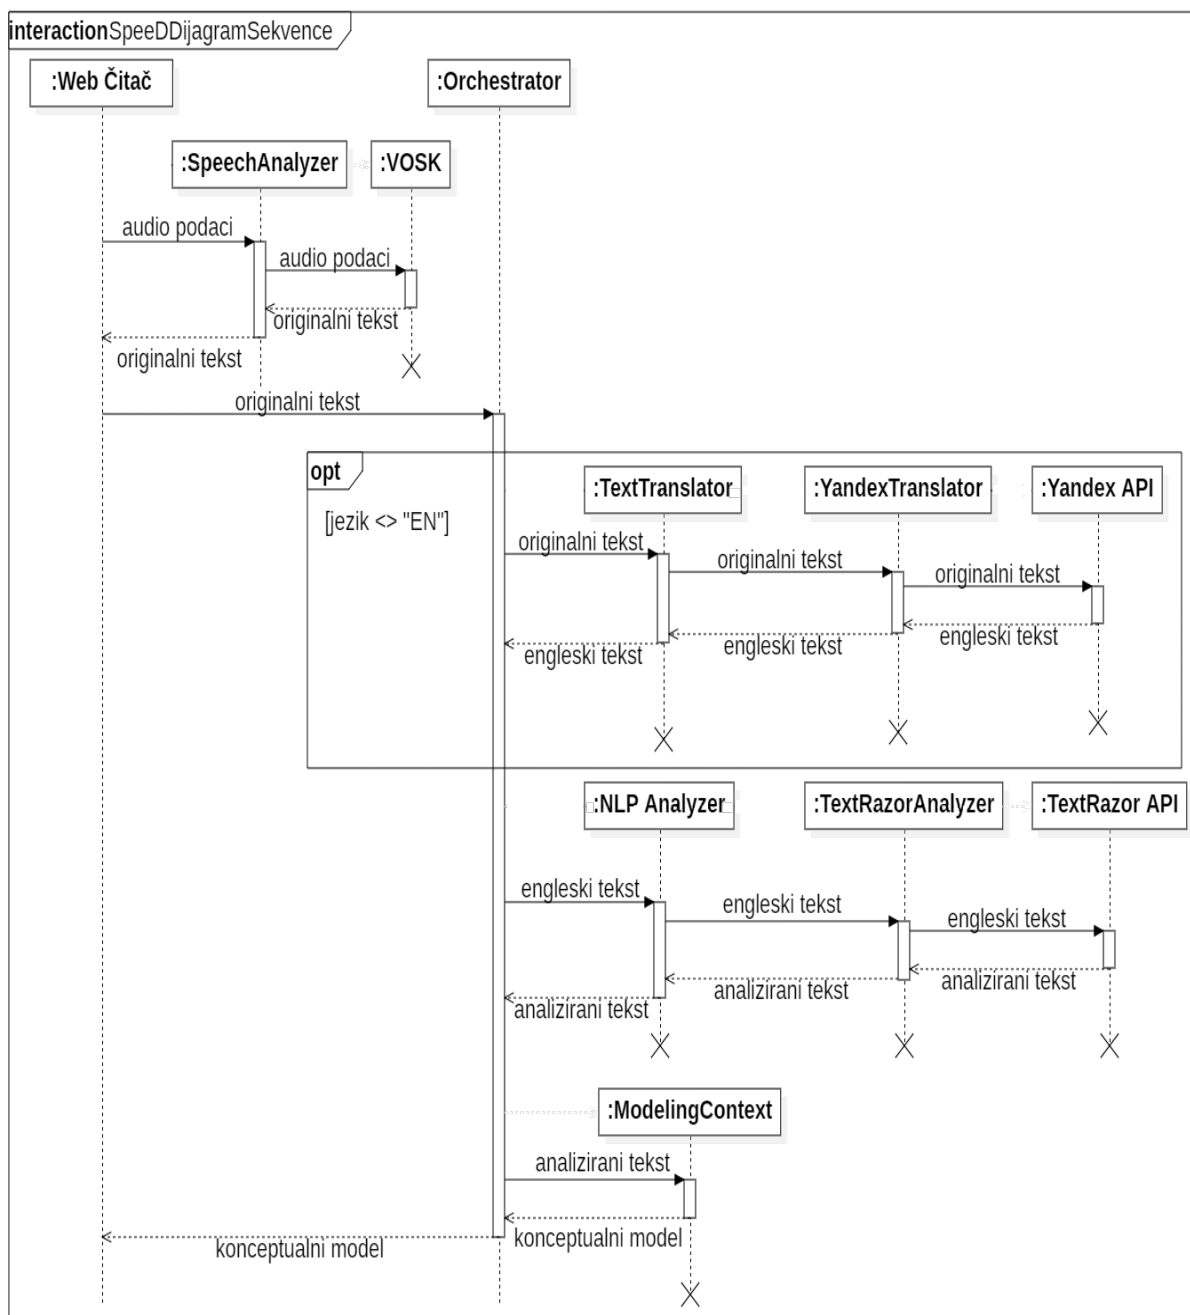 interactionSpeeDDijagramSekvence
:Web Čitač
:Orchestrator
:SpeechAnalyzer
:VOSK
audio podaci
audio podaci
originalni tekst
originalni tekst
originalni tekst
opt
:TextTranslator
:YandexTranslator
:Yandex API
[jezik <> "EN"]
originalni tekst
originalni tekst
originalni tekst
engleski tekst
engleski tekst
engleski tekst
:NLP Analyzer
:TextRazorAnalyzer
:TextRazor API
engleski tekst
engleski tekst
engleski tekst
analizirani tekst
analizirani tekst
analizirani tekst
:ModelingContext
analizirani tekst
konceptualni model
konceptualni model